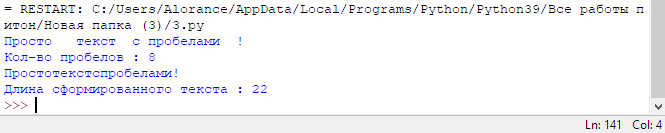 = RESTART: C:/Users/Alorance/AppData/Local/Programs/Python/Python39/Все работы п
итон/Новая папка (3)/3.py
Просто   текст  с пробелами  !
Кол-во пробелов : 8
Простотекстспробелами!
Длина сформированного текста : 22
>>>
Ln: 141  Col: 4